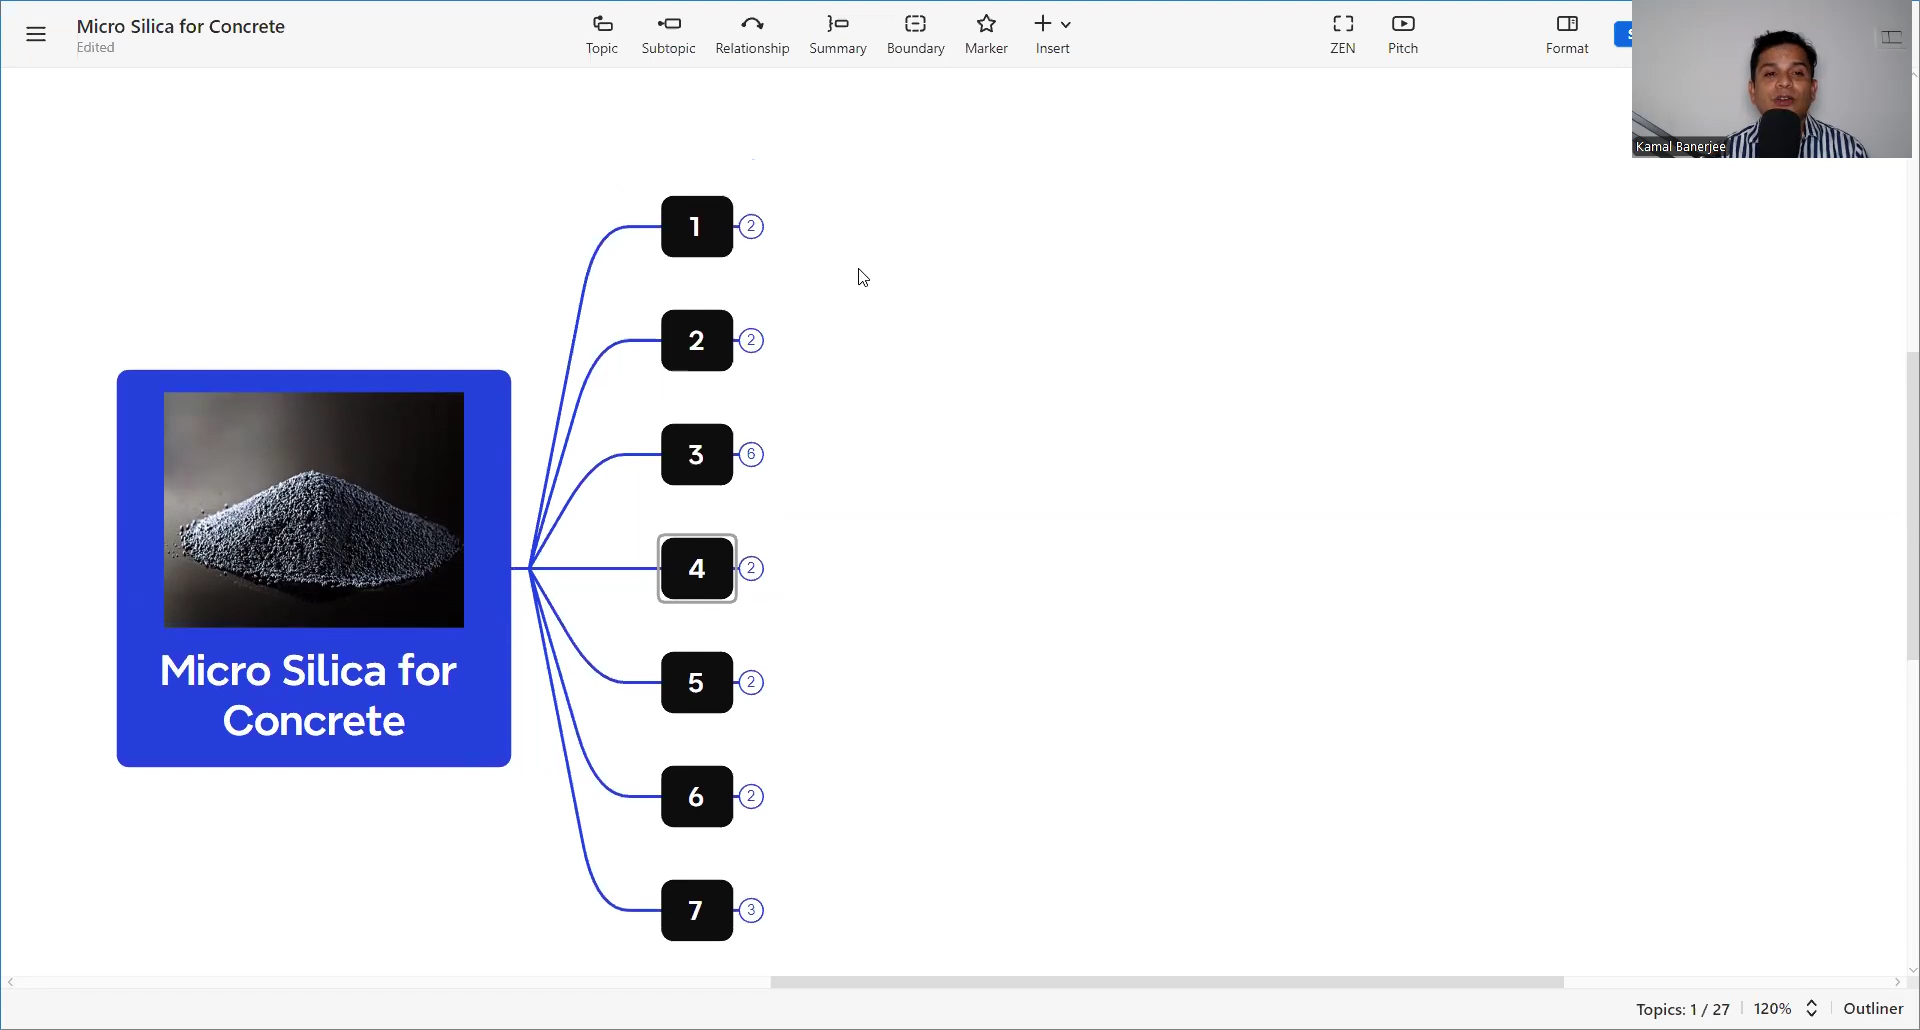 Micro Silica for Concrete
Edited
Topic
Subtopic
Relationship
Summary
Boundary
Marker
Insert
ZEN
Pitch
Format
Kamal Banerjee
1
2
2
2
3
6
4
2
5
2
6
2
7
3
Micro Silica for
Concrete
Topics: 1 / 27
120%
Outliner